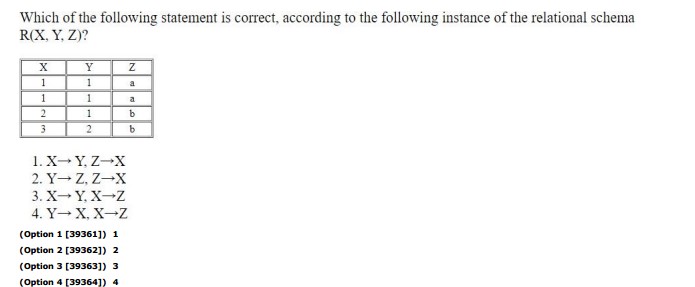 Which of the following statement is correct, according to the following instance of the relational schema
R(X, Y, Z)?
X Y Z
1 1 a
1 1 a
2 1 b
3 2 b
1. X→ Y, Z→X
2. Y→ Z, Z→X
3. X→ Y, X→Z
4. Y→ X, X→Z
(Option 1 [39361]) 1
(Option 2 [39362]) 2
(Option 3 [39363]) 3
(Option 4 [39364]) 4